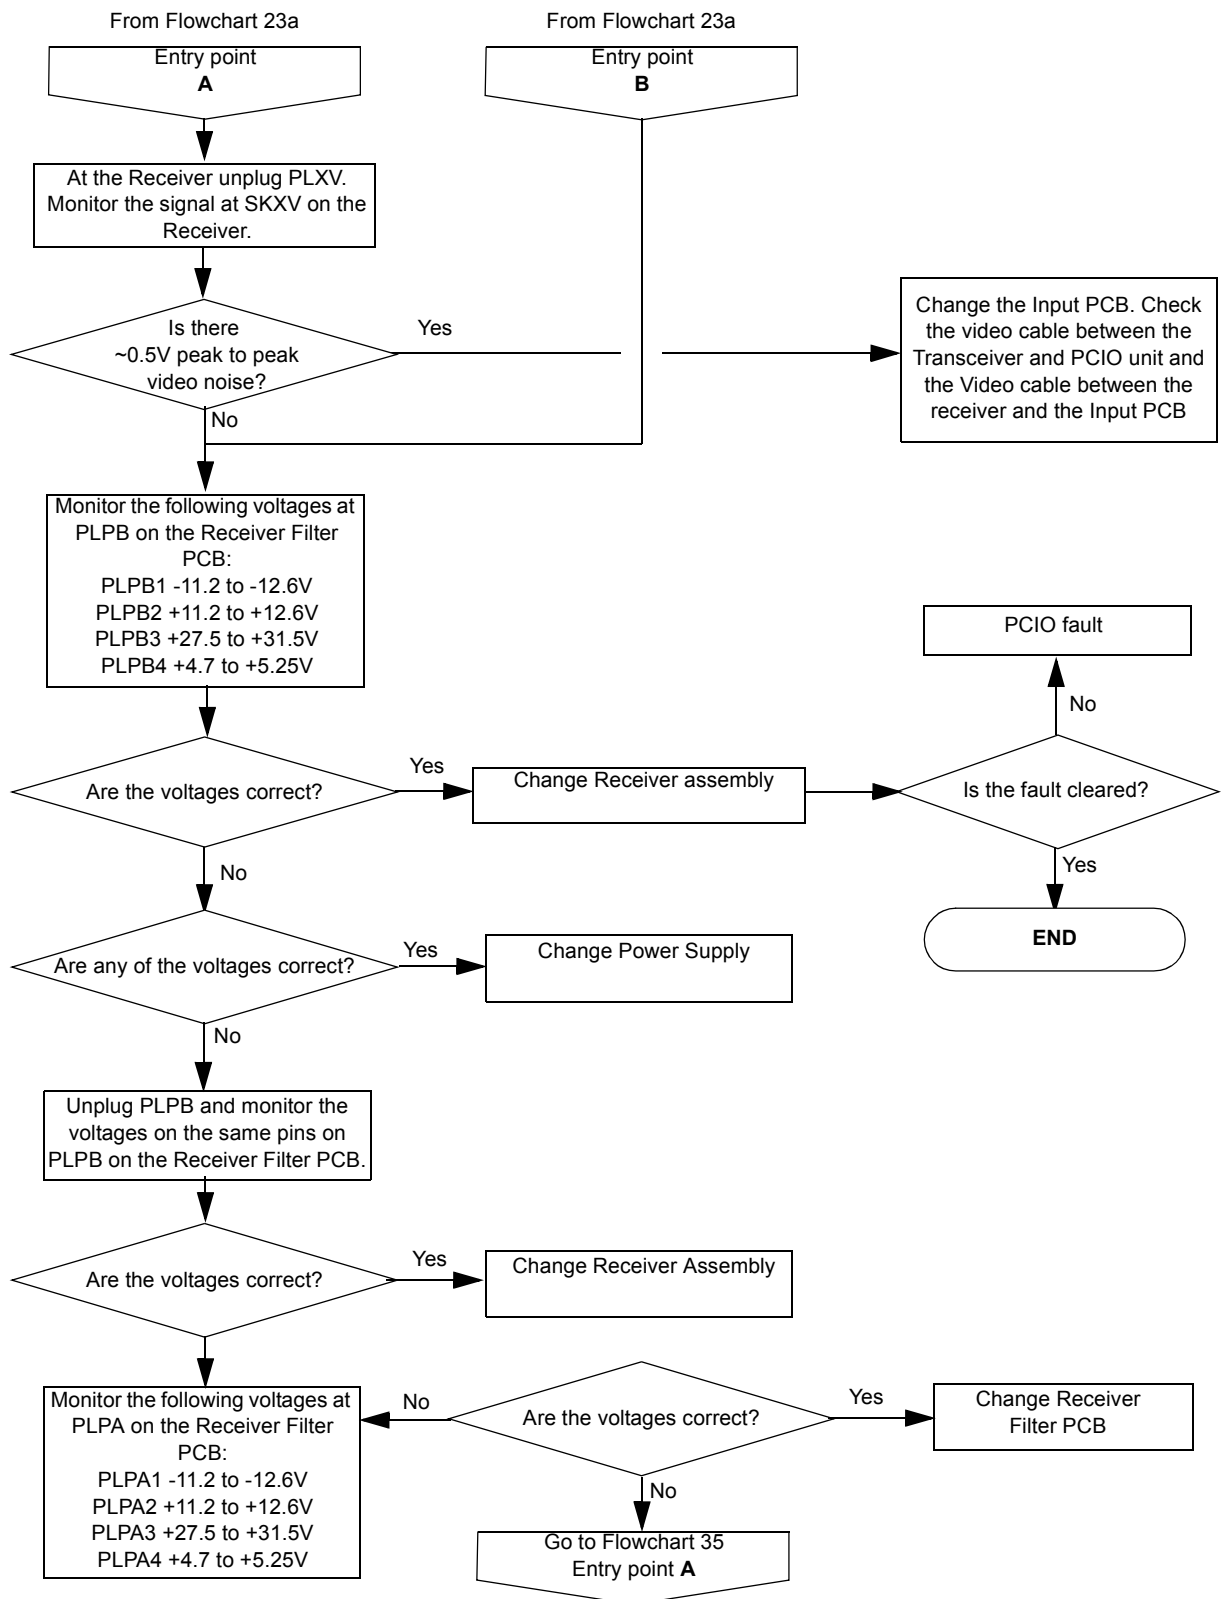 From Flowchart 23a
Entry point
A
From Flowchart 23a
Entry point
B
At the Receiver unplug PLXV.
Monitor the signal at SKXV on the
Receiver.
Is there
~0.5V peak to peak
video noise?
Yes
No
Change the Input PCB. Check
the video cable between the
Transceiver and PCIO unit and
the Video cable between the
receiver and the Input PCB
Monitor the following voltages at
PLPB on the Receiver Filter
PCB:
PLPB1 -11.2 to -12.6V
PLPB2 +11.2 to +12.6V
PLPB3 +27.5 to +31.5V
PLPB4 +4.7 to +5.25V
PCIO fault
No
Are the voltages correct?
Yes
Change Receiver assembly
Is the fault cleared?
Yes
END
No
Are any of the voltages correct?
Yes
Change Power Supply
No
Unplug PLPB and monitor the
voltages on the same pins on
PLPB on the Receiver Filter PCB.
Are the voltages correct?
Yes
Change Receiver Assembly
Monitor the following voltages at
PLPA on the Receiver Filter
PCB:
PLPA1 -11.2 to -12.6V
PLPA2 +11.2 to +12.6V
PLPA3 +27.5 to +31.5V
PLPA4 +4.7 to +5.25V
No
Are the voltages correct?
Yes
Change Receiver
Filter PCB
No
Go to Flowchart 35
Entry point A